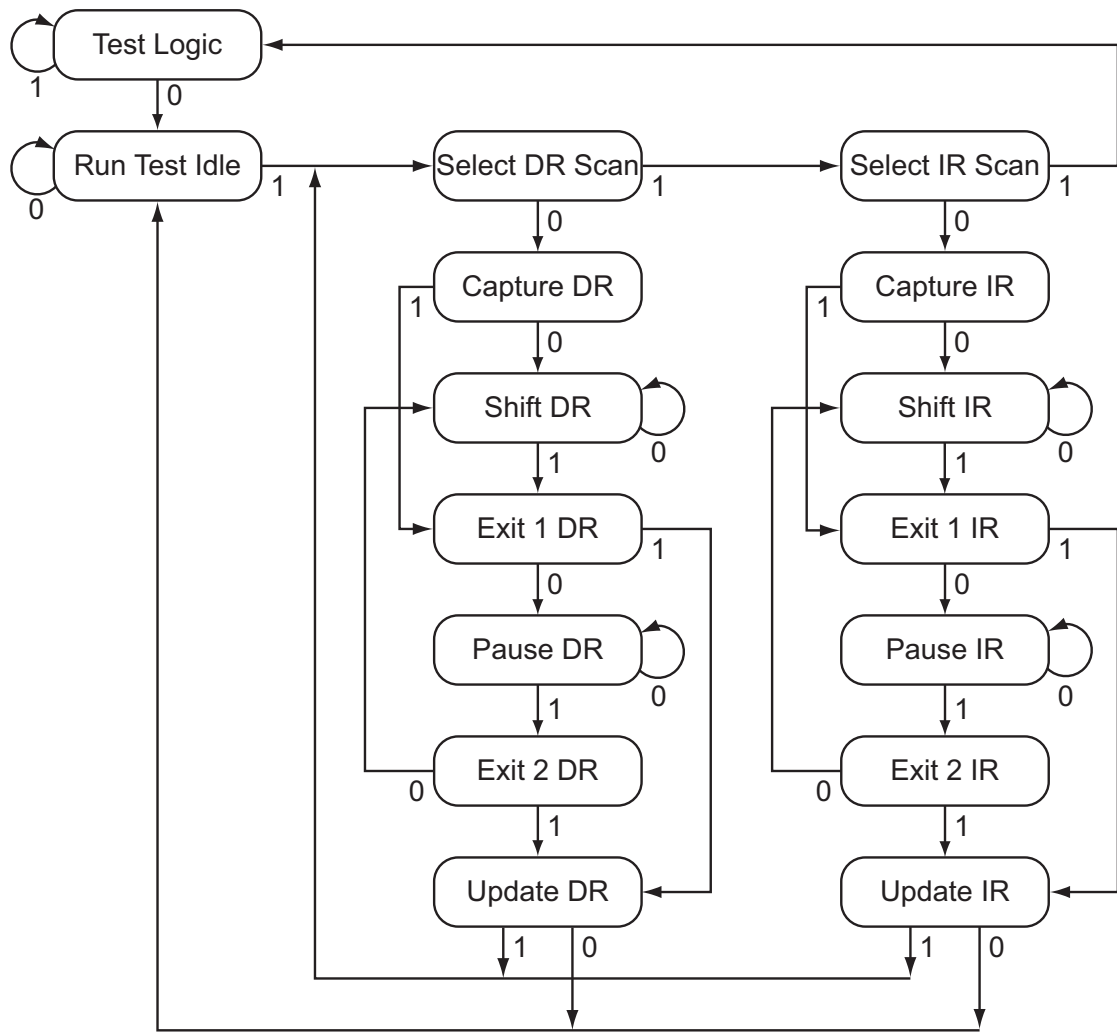 Test Logic
1
0
Run Test Idle
0
1
Select DR Scan
1
Select IR Scan
1
0
0
Capture DR
1
0
Capture IR
1
0
Shift DR
0
1
Shift IR
0
1
Exit 1 DR
1
0
Exit 1 IR
1
0
Pause DR
0
1
Pause IR
0
1
Exit 2 DR
0
1
Exit 2 IR
0
1
Update DR
1
0
Update IR
1
0